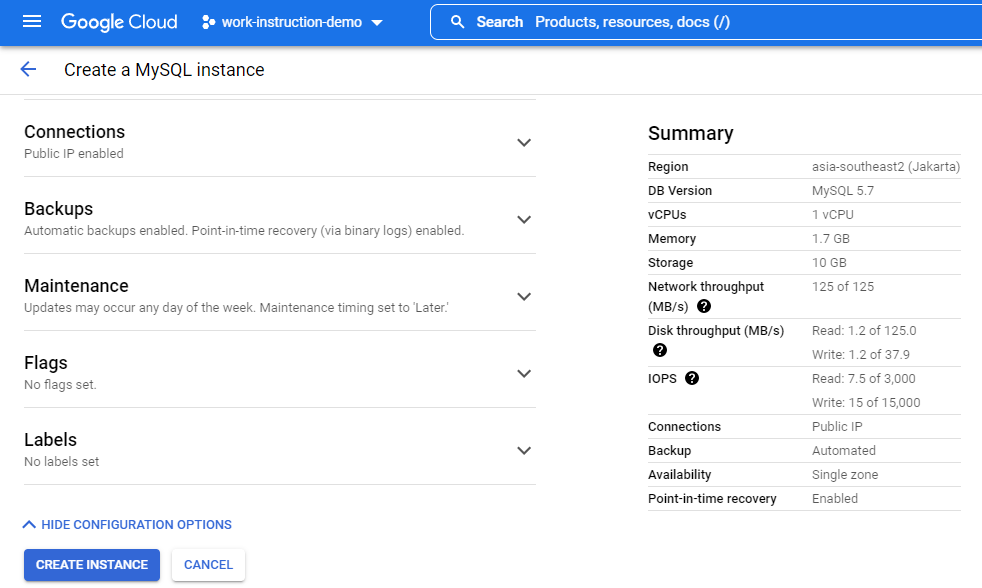 Google Cloud
work-instruction-demo
Search Products, resources, docs (/)
Create a MySQL instance
Connections
Public IP enabled
Backups
Automatic backups enabled. Point-in-time recovery (via binary logs) enabled.
Maintenance
Updates may occur any day of the week. Maintenance timing set to 'Later.'
Flags
No flags set.
Labels
No labels set
HIDE CONFIGURATION OPTIONS
CREATE INSTANCE
CANCEL
Summary
Region asia-southeast2 (Jakarta)
DB Version MySQL 5.7
vCPUs 1 vCPU
Memory 1.7 GB
Storage 10 GB
Network throughput 125 of 125
(MB/s) ?
Disk throughput (MB/s) Read: 1.2 of 125.0
? Write: 1.2 of 37.9
IOPS ? Read: 7.5 of 3,000
Write: 15 of 15,000
Connections Public IP
Backup Automated
Availability Single zone
Point-in-time recovery Enabled